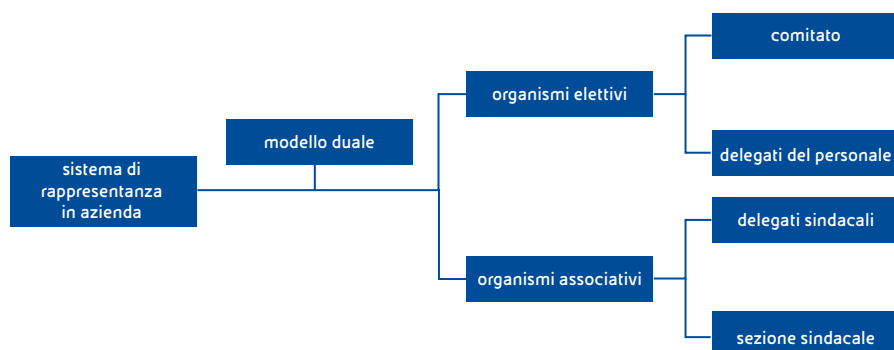 comitato
organismi elettivi
modello duale
delegati del personale
sistema di
rappresentanza
in azienda
delegati sindacali
organismi associativi
sezione sindacale